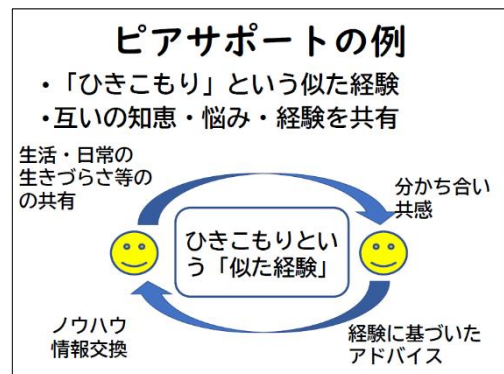 ピアサポートの例
・「ひきこもり」という似た経験
・互いの知恵・悩み・経験を共有
生活・日常の
生きづらさ等の
の共有
分かち合い
共感
ひきこもりとい
う「似た経験」
ノウハウ
情報交換
経験に基づいた
アドバイス